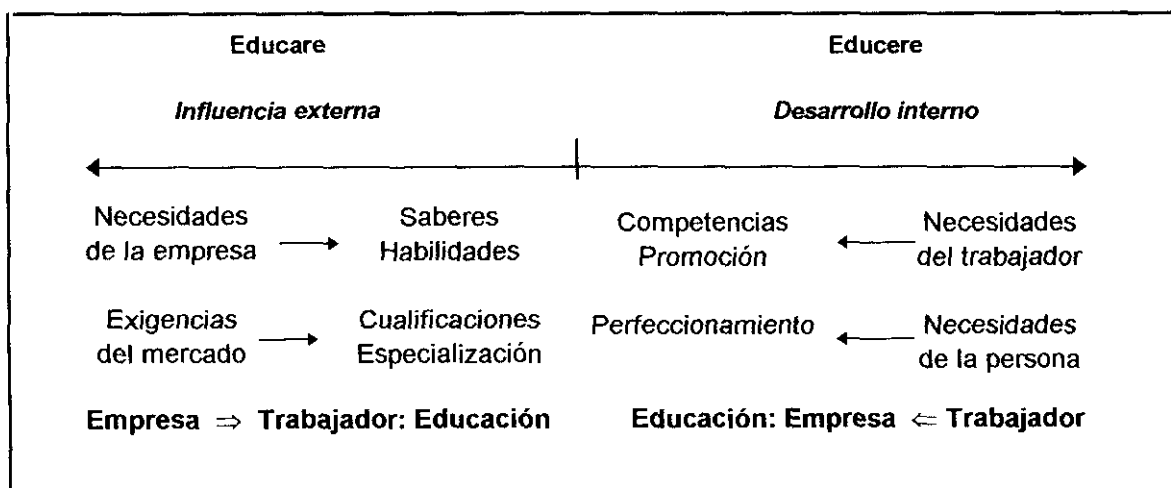 Educare
Educere
Influencia externa
Desarrollo interno
Necesidades
de la empresa
Saberes
Habilidades
Competencias
Promoción
Necesidades
del trabajador
Exigencias
del mercado
Cualificaciones
Especialización
Perfeccionamiento
Necesidades
de la persona
Empresa ⇒ Trabajador: Educación
Educación: Empresa ⇐ Trabajador